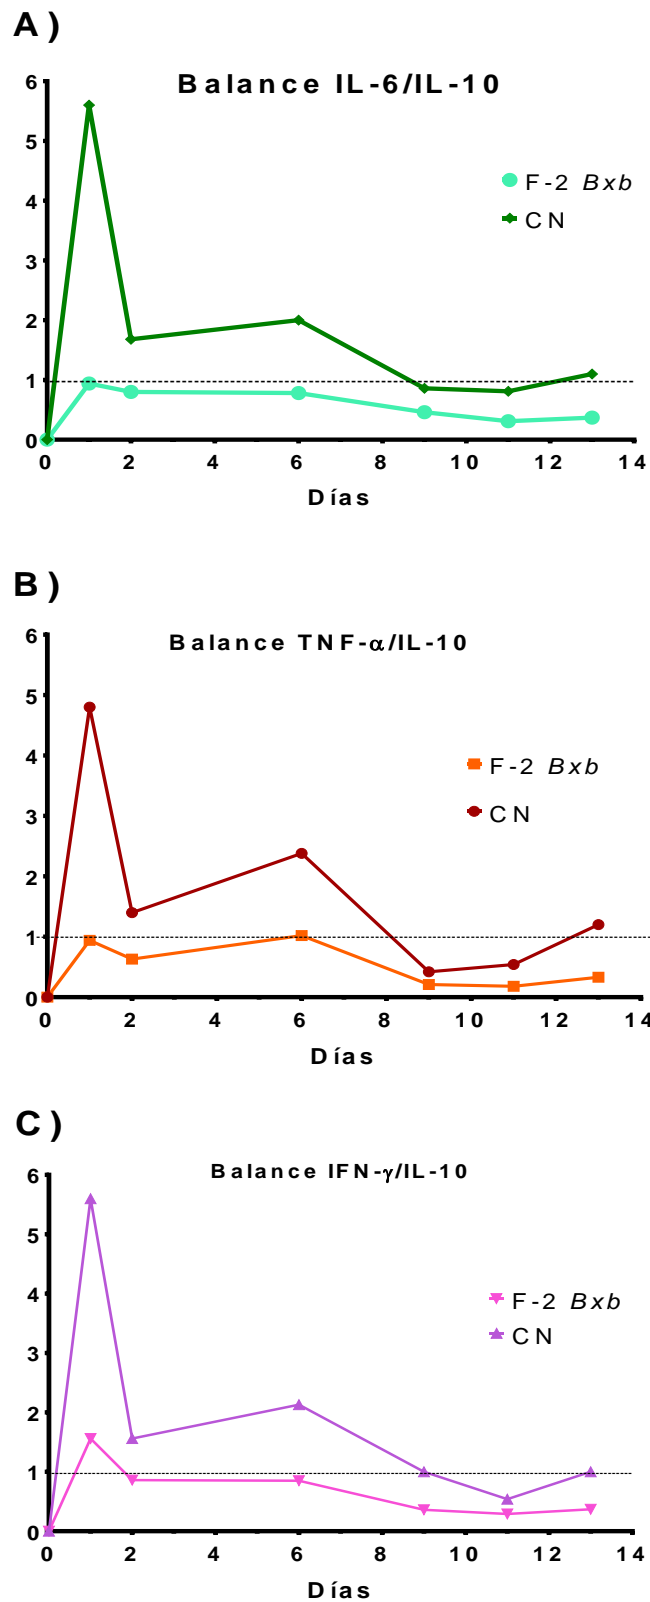 A)
Balance IL-6/IL-10
6
5
4
3
2
1
0
F-2 Bxb
CN
0 2 4 6 8 10 12 14
Días
B)
Balance TNF-α/IL-10
6
5
4
3
2
1
0
F-2 Bxb
CN
0 2 4 6 8 10 12 14
Días
C)
Balance IFN-γ/IL-10
6
5
4
3
2
1
0
F-2 Bxb
CN
0 2 4 6 8 10 12 14
Días